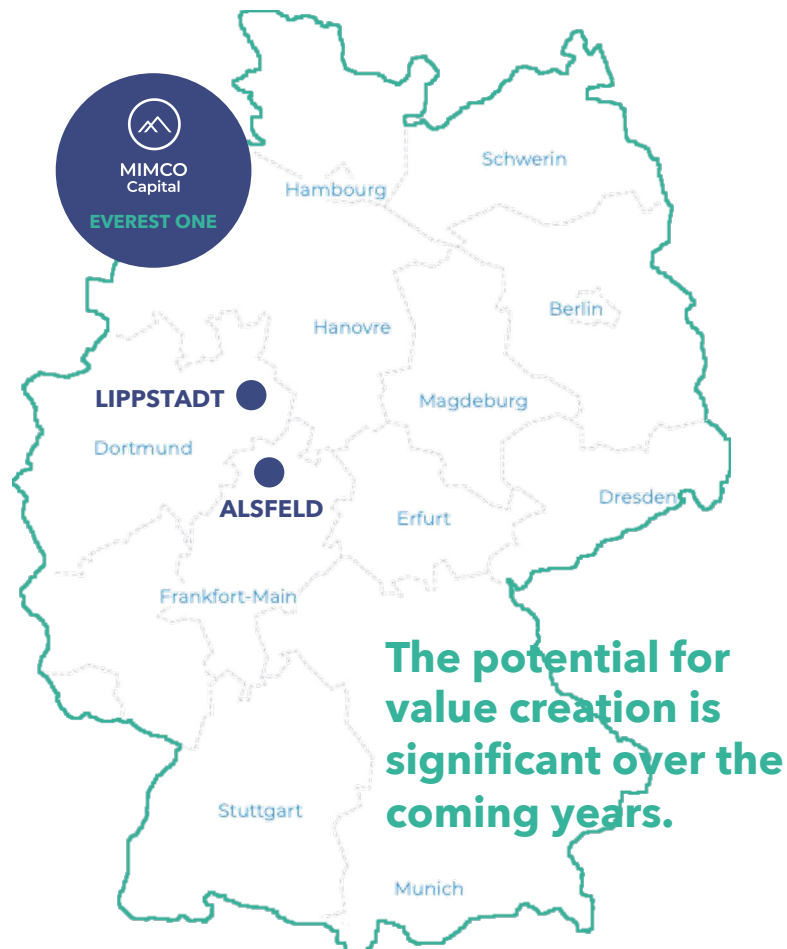 MIMCO
Capital
EVEREST ONE
Schwerin
Hambourg
Berlin
Hanovre
LIPPSTADT
Magdeburg
Dortmund
ALSFELD
Erfurt
Dresden
Frankfort-Main
The potential for
value creation is
significant over the
coming years.
Stuttgart
Munich